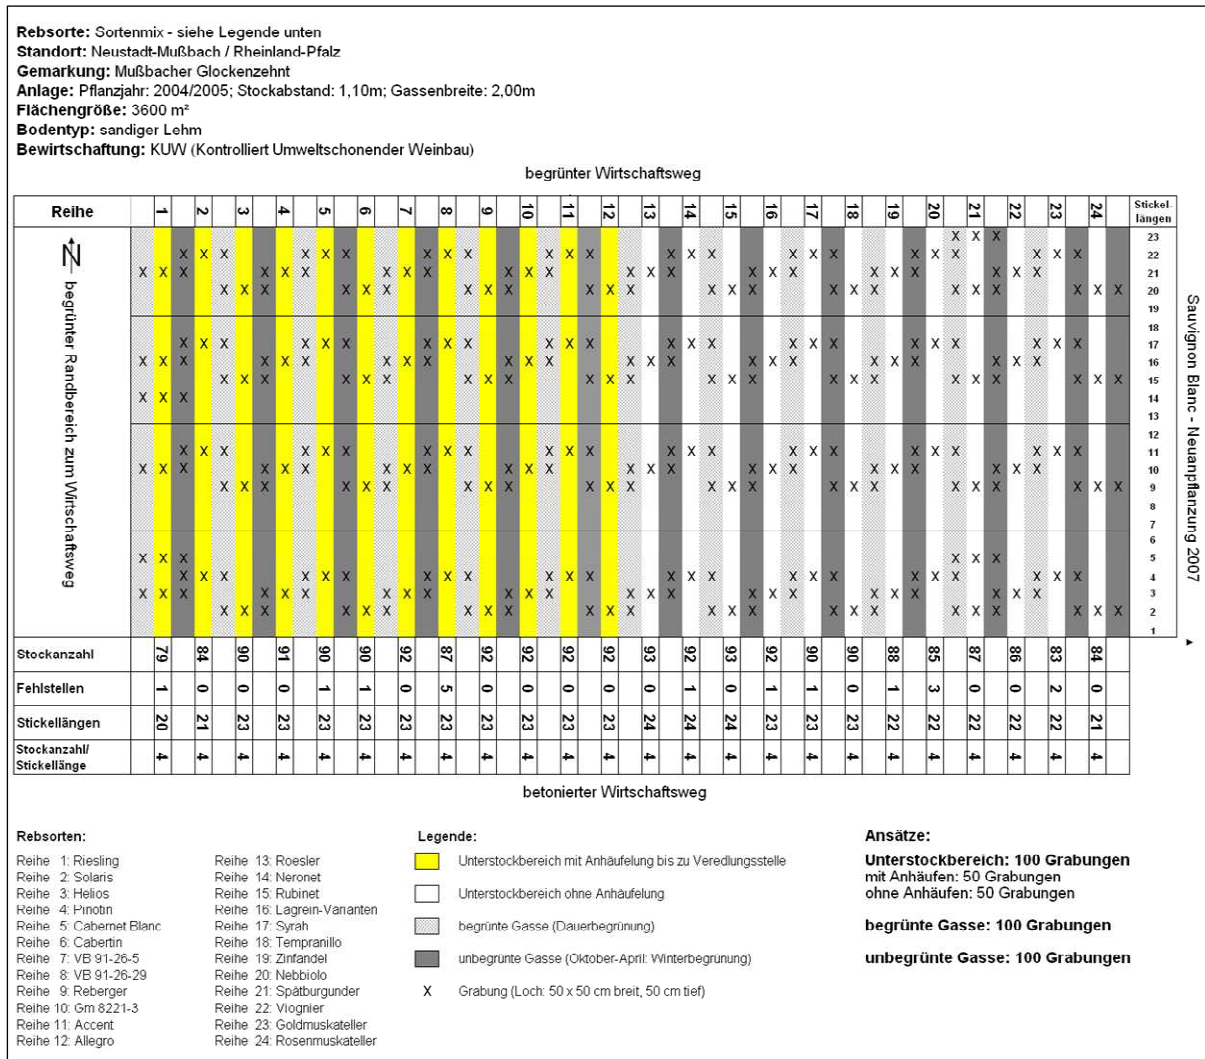 Rebsorte: Sortenmix - siehe Legende unten
Standort: Neustadt-Mußbach / Rheinland-Pfalz
Gemarkung: Mußbacher Glockenzehnt
Anlage: Pflanzjahr: 2004/2005; Stockabstand: 1,10m; Gassenbreite: 2,00m
Flächengröße: 3600 m²
Bodentyp: sandiger Lehm
Bewirtschaftung: KUW (Kontrolliert Umweltschonender Weinbau)
begrünter Wirtschaftsweg
Reihe 1 2 3 4 5 6 7 8 9 10 11 12 13 14 15 16 17 18 19 20 21 22 23 24 Stickel-
längen
N
begrünter Randbereich zum Wirtschaftsweg
23
22
21
20
19
18
17
16
15
14
13
12
11
10
9
8
7
6
5
4
3
2
1
Sauvignon Blanc - Neuanpflanzung 2007
Stockanzahl 79 84 90 91 90 90 92 87 92 92 92 92 93 92 93 92 90 90 88 85 87 86 83 84
Fehlstellen 1 0 0 0 1 1 0 5 0 0 0 0 0 1 0 1 1 0 1 3 0 0 2 0
Stickellängen 20 21 23 23 23 23 23 23 23 23 23 23 24 24 24 23 23 23 22 22 22 22 22 21
Stockanzahl/
Stickellänge 4 4 4 4 4 4 4 4 4 4 4 4 4 4 4 4 4 4 4 4 4 4 4 4
betonierter Wirtschaftsweg
Rebsorten:
Reihe 1: Riesling
Reihe 2: Solaris
Reihe 3: Helios
Reihe 4: Pinotin
Reihe 5: Cabernet Blanc
Reihe 6: Cabertin
Reihe 7: VB 91-26-5
Reihe 8: VB 91-26-29
Reihe 9: Reberger
Reihe 10: Gm 8221-3
Reihe 11: Accent
Reihe 12: Allegro
Reihe 13: Roesler
Reihe 14: Neronet
Reihe 15: Rubinet
Reihe 16: Lagrein-Varianten
Reihe 17: Syrah
Reihe 18: Tempranillo
Reihe 19: Zinfandel
Reihe 20: Nebbiolo
Reihe 21: Spätburgunder
Reihe 22: Viognier
Reihe 23: Goldmuskateller
Reihe 24: Rosenmuskateller
Legende:
Unterstockbereich mit Anhäufelung bis zu Veredlungsstelle
Unterstockbereich ohne Anhäufelung
begrünte Gasse (Dauerbegrünung)
unbegrünte Gasse (Oktober-April: Winterbegrünung)
X Grabung (Loch: 50 x 50 cm breit, 50 cm tief)
Ansätze:
Unterstockbereich: 100 Grabungen
mit Anhäufen: 50 Grabungen
ohne Anhäufen: 50 Grabungen
begrünte Gasse: 100 Grabungen
unbegrünte Gasse: 100 Grabungen